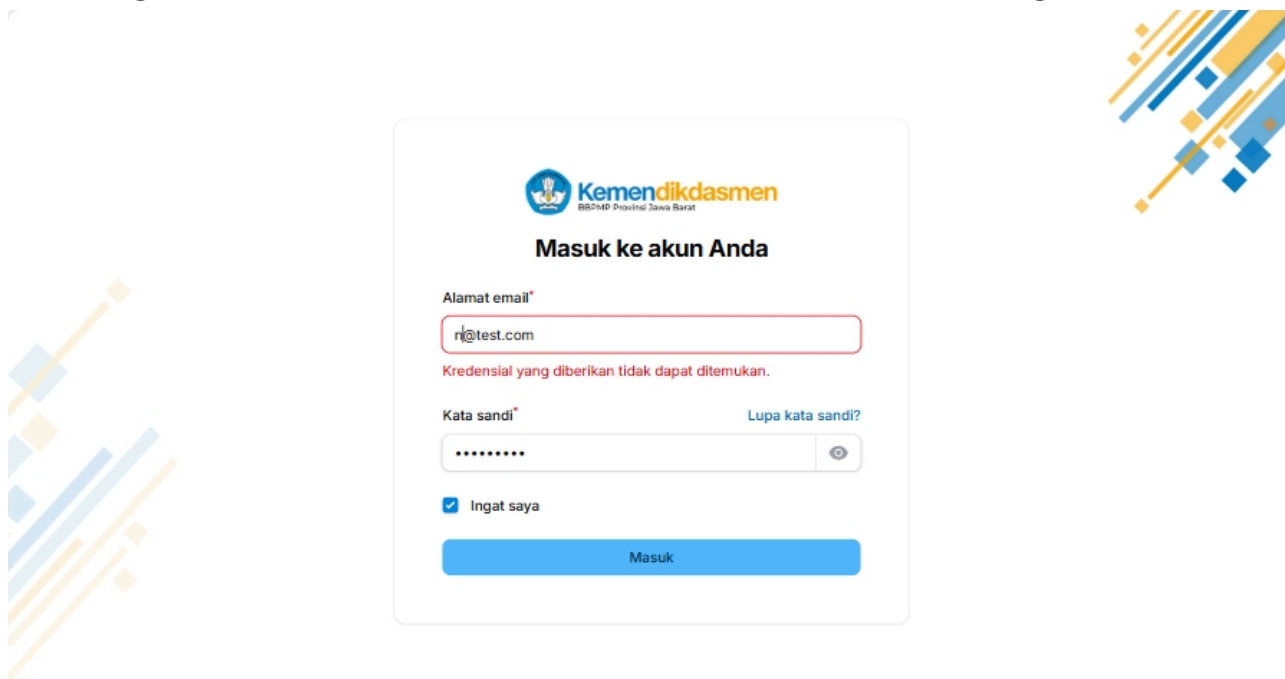 Kemendikdasmen
BBPMP Provinsi Jawa Barat
Masuk ke akun Anda
Alamat email*
n@test.com
Kredensial yang diberikan tidak dapat ditemukan.
Kata sandi* Lupa kata sandi?
•••••••••
Ingat saya
Masuk